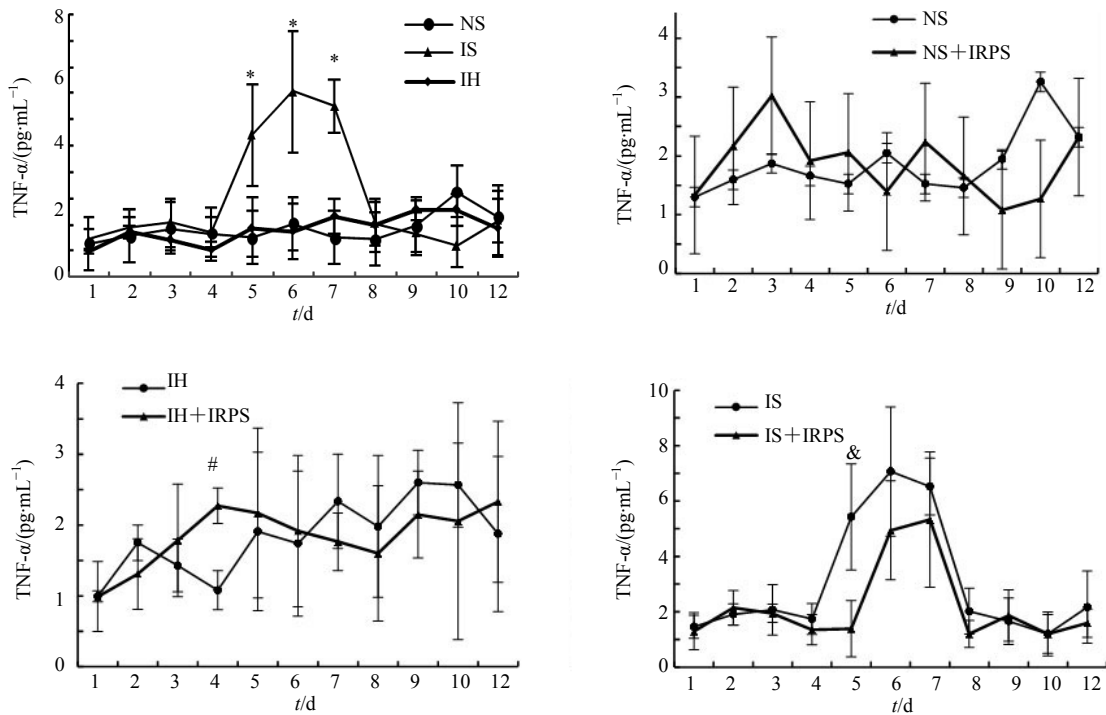 8
6
4
2
0
TNF-α/(pg·mL⁻¹)
NS
IS
IH
*
*
*
1 2 3 4 5 6 7 8 9 10 12
t/d
4
3
2
1
0
TNF-α/(pg·mL⁻¹)
NS
NS+IRPS
1 2 3 4 5 6 7 8 9 10 12
t/d
4
3
2
1
0
TNF-α/(pg·mL⁻¹)
IH
IH+IRPS
#
1 2 3 4 5 6 7 8 9 10 12
t/d
10
8
6
4
2
0
TNF-α/(pg·mL⁻¹)
IS
IS+IRPS
&
1 2 3 4 5 6 7 8 9 10 12
t/d